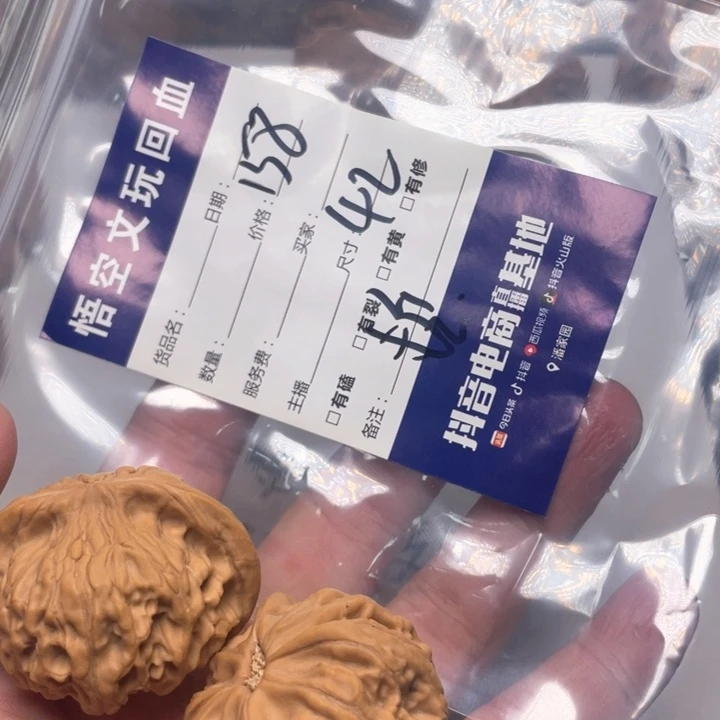 悟空文玩回血
货品名： 日期：
数量： 价格：158
服务费： 买家：
主播 尺寸 42
□有磕 □有裂 □有黄 □有修
备注：
抖音电商直播基地
今日头条 抖音 西瓜视频 抖音火山版
潘家园